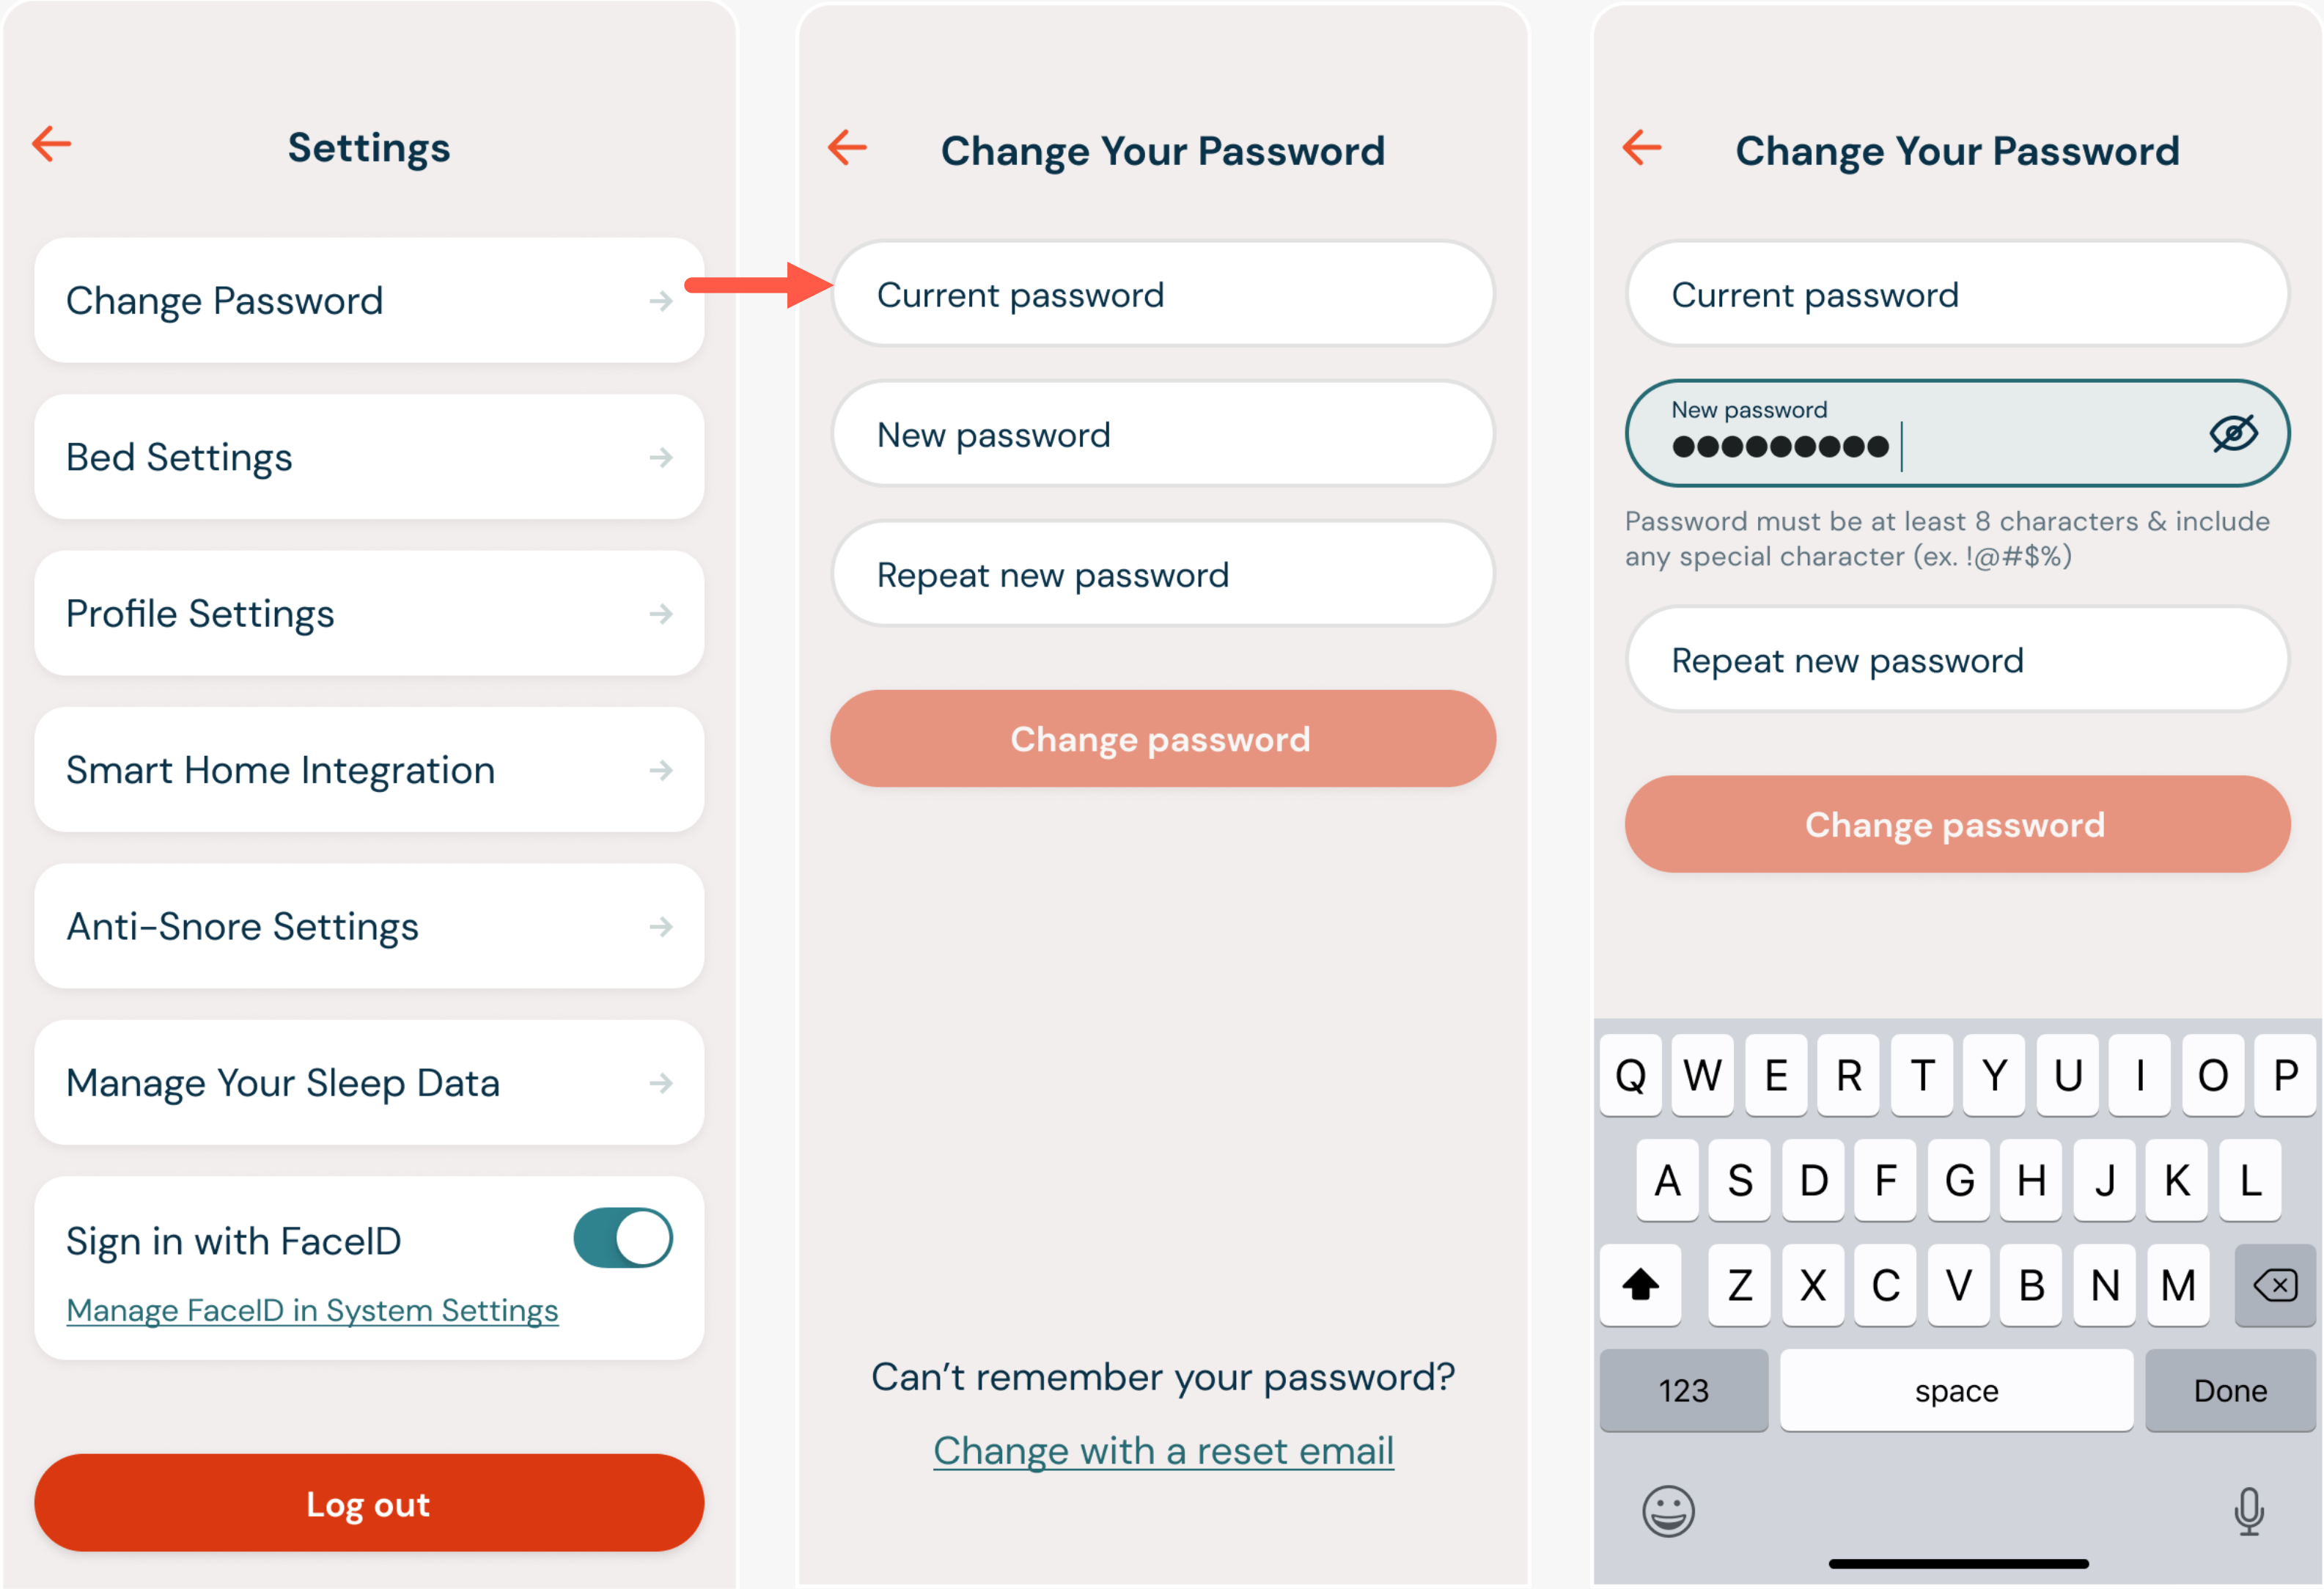 Settings
Change Password
Bed Settings
Profile Settings
Smart Home Integration
Anti-Snore Settings
Manage Your Sleep Data
Sign in with FaceID
Manage FaceID in System Settings
Log out
Change Your Password
Current password
New password
Repeat new password
Change password
Can’t remember your password?
Change with a reset email
Change Your Password
Current password
New password
Password must be at least 8 characters & include
any special character (ex. !@#$%)
Repeat new password
Change password
Q W E R T Y U I O P
A S D F G H J K L
Z X C V B N M
123 space Done